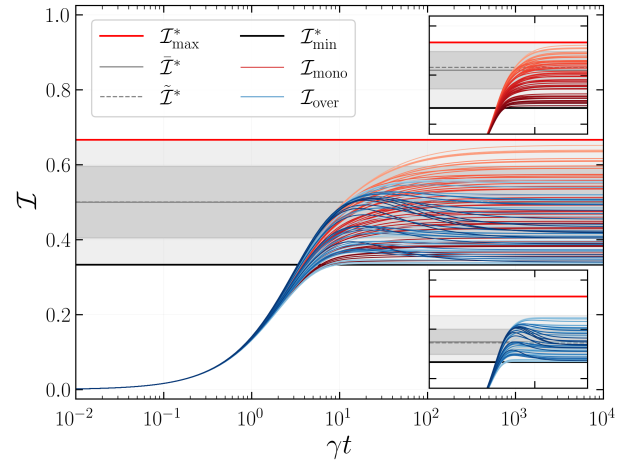 1.0
0.8
0.6
0.4
0.2
0.0
𝓘
𝓘*max
𝓘̄*
𝓘̃*
𝓘*min
𝓘mono
𝓘over
10⁻²
10⁻¹
10⁰
10¹
10²
10³
10⁴
γt